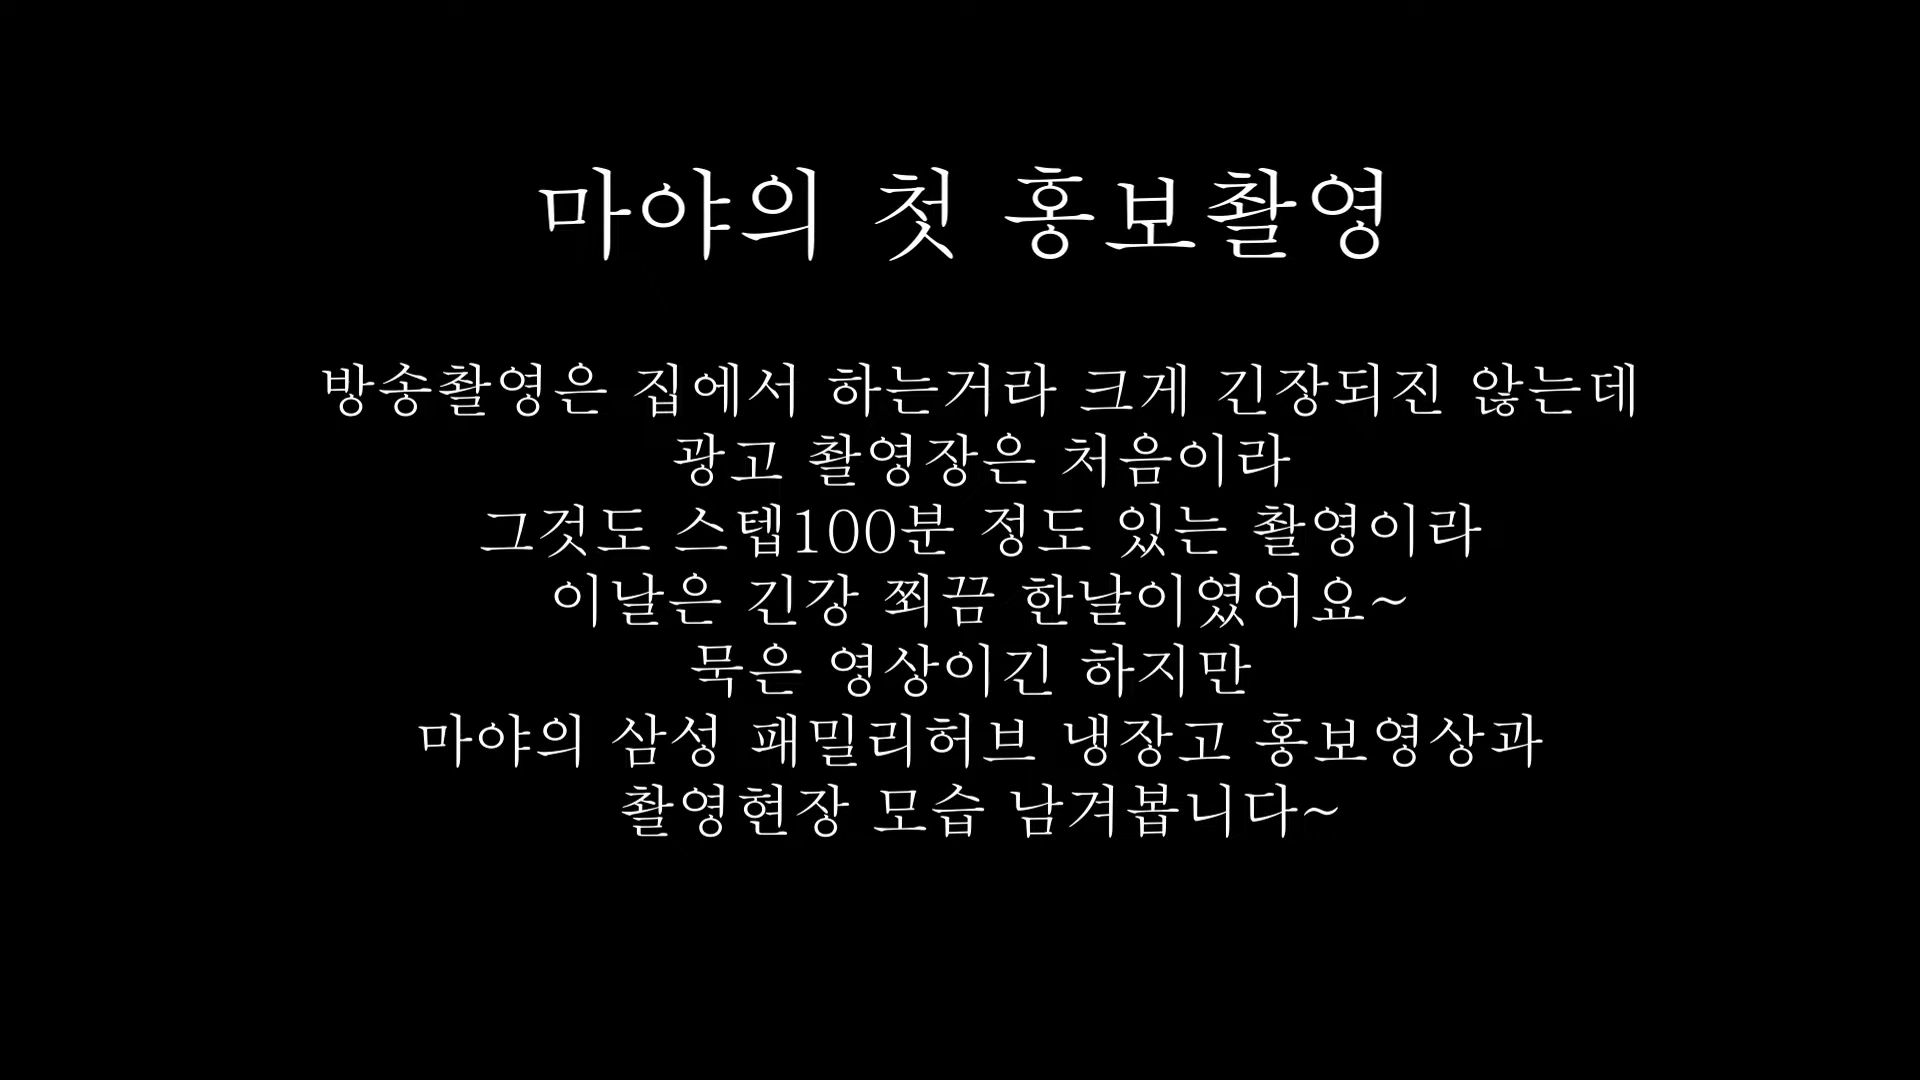 마야의 첫 홍보촬영
방송촬영은 집에서 하는거라 크게 긴장되진 않는데
광고 촬영장은 처음이라
그것도 스텝100분 정도 있는 촬영이라
이날은 긴강 쬐끔 한날이였어요~
묵은 영상이긴 하지만
마야의 삼성 패밀리허브 냉장고 홍보영상과
촬영현장 모습 남겨봅니다~